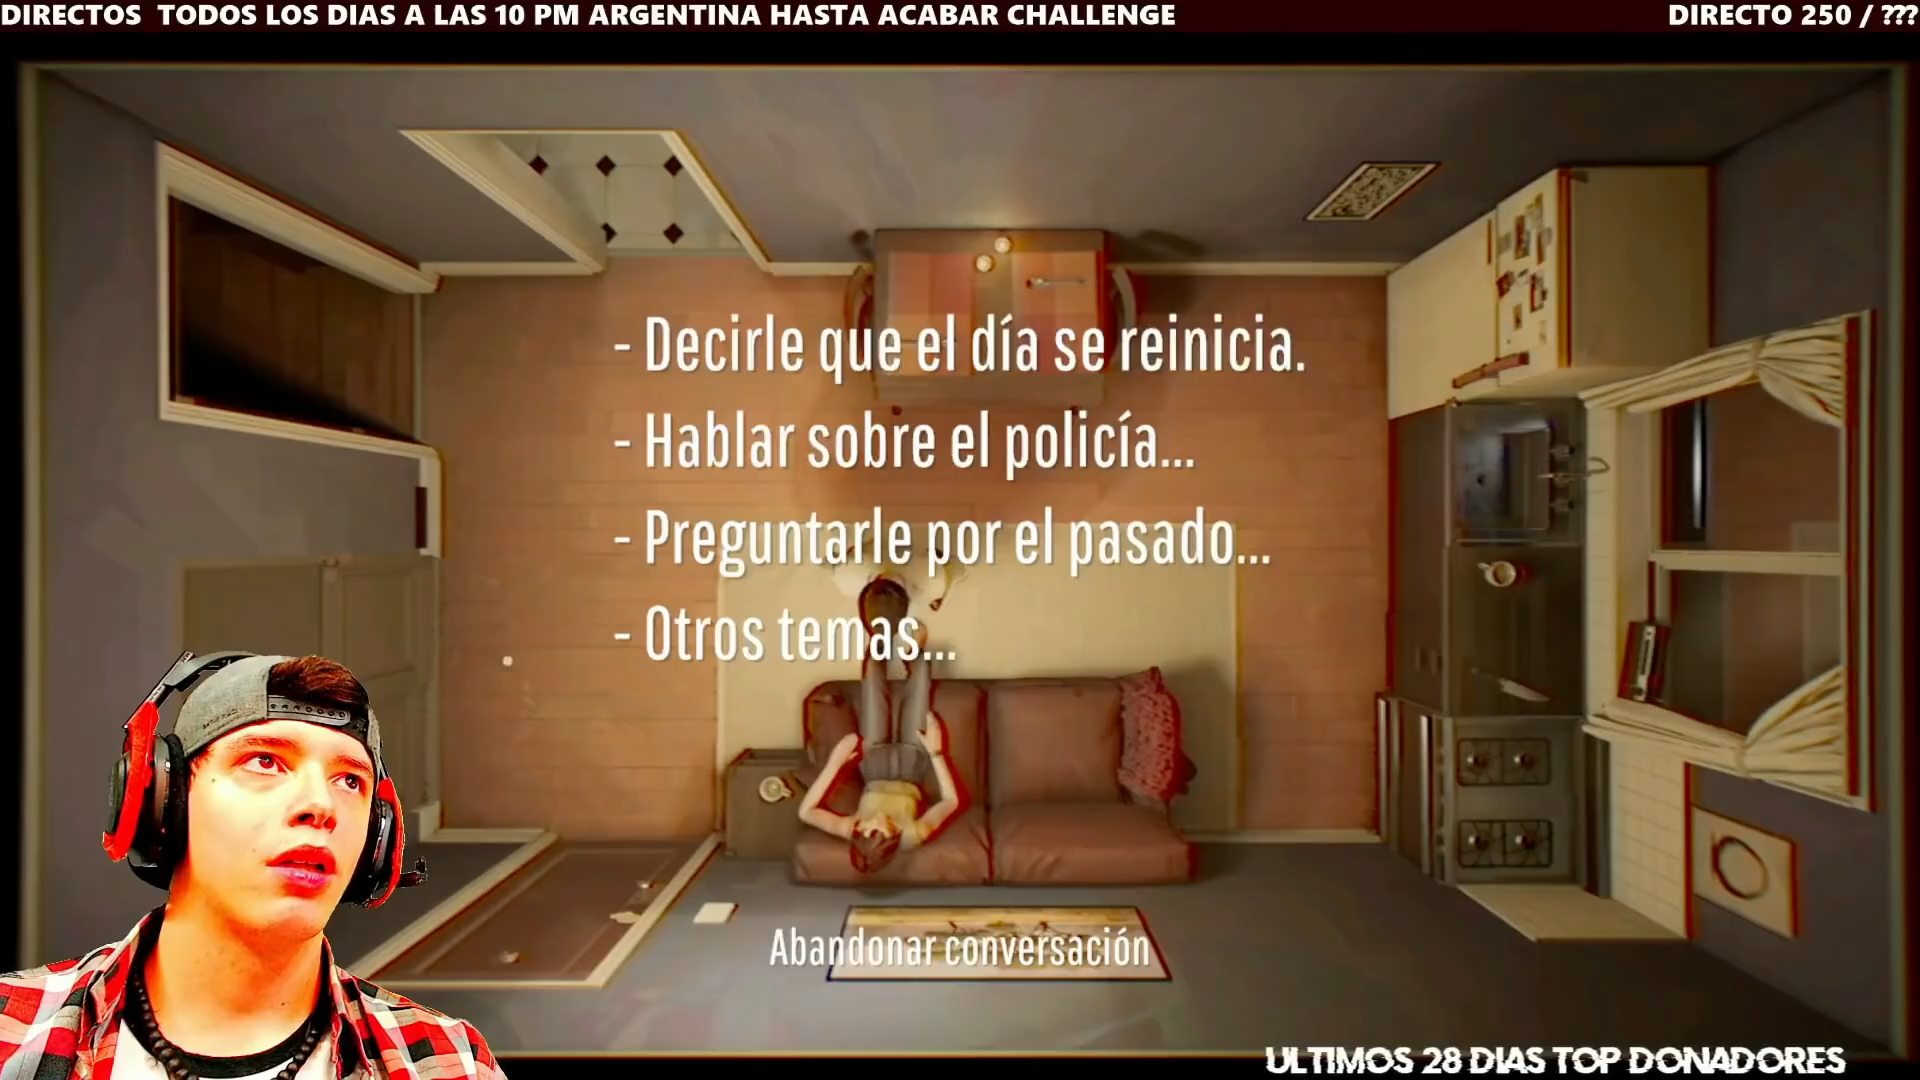 DIRECTOS TODOS LOS DIAS A LAS 10 PM ARGENTINA HASTA ACABAR CHALLENGE
DIRECTO 250 / ???
- Decirle que el día se reinicia.
- Hablar sobre el policía...
- Preguntarle por el pasado...
- Otros temas...
Abandonar conversación
ULTIMOS 28 DIAS TOP DONADORES